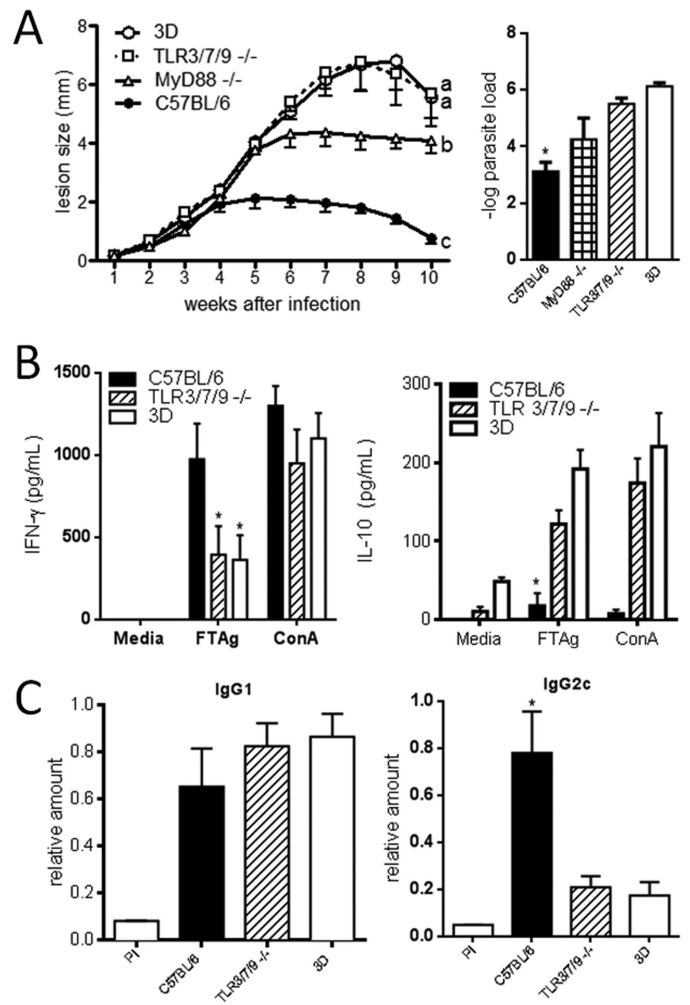 A
3D
TLR3/7/9 -/-
MyD88 -/-
C57BL/6
lesion size (mm)
8
6
4
2
0
a
a
b
c
1 2 3 4 5 6 7 8 9 10
weeks after infection
-log parasite load
8
6
4
2
0
*
C57BL/6
MyD88 -/-
TLR3/7/9 -/-
3D
B
C57BL/6
TLR3/7/9 -/-
3D
IFN-γ (pg/mL)
1500
1000
500
0
* *
Media FTAg ConA
C57BL/6
TLR 3/7/9 -/-
3D
IL-10 (pg/mL)
300
200
100
0
*
Media FTAg ConA
C
IgG1
relative amount
1.0
0.8
0.6
0.4
0.2
0.0
PI
C57BL/6
TLR3/7/9 -/-
3D
IgG2c
relative amount
1.0
0.8
0.6
0.4
0.2
0.0
*
PI
C57BL/6
TLR3/7/9 -/-
3D